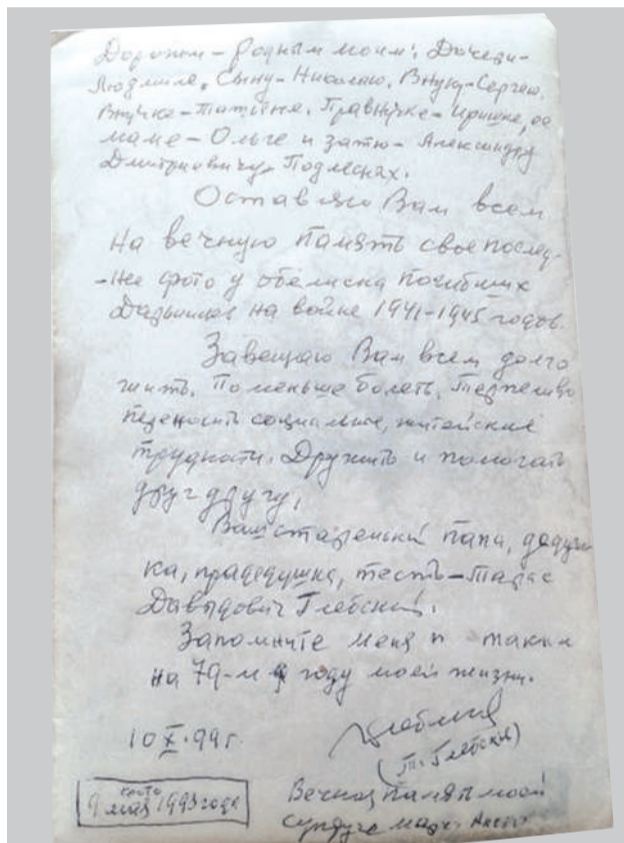 Дорогим – родным моим: Дочери –
Людмиле, Сыну – Николаю, Внуку – Сергею,
Внучке – Татьяне, Правнучке – Иришке, ее
маме – Ольге и зятю – Александру
Дмитриевичу Подлесных.
Оставляю Вам всем
на вечную память свое послед-
-нее фото у обелиска погибших
на войне 1941–1945 годов.
Завещаю Вам всем долго
жить. Поменьше болеть. Терпеливо
переносить социальные, житейские
трудности. Дружить и помогать
друг другу.
Ваш старенький папа, дедуш-
ка, прадедушка, тесть – Тарас
Давыдович Глебский.
Запомните меня и таким
на 79-м году моей жизни.
10 X. 99г.
(Т. Глебский)
фото
9 мая 1993 года
Вечная память моей
супруге